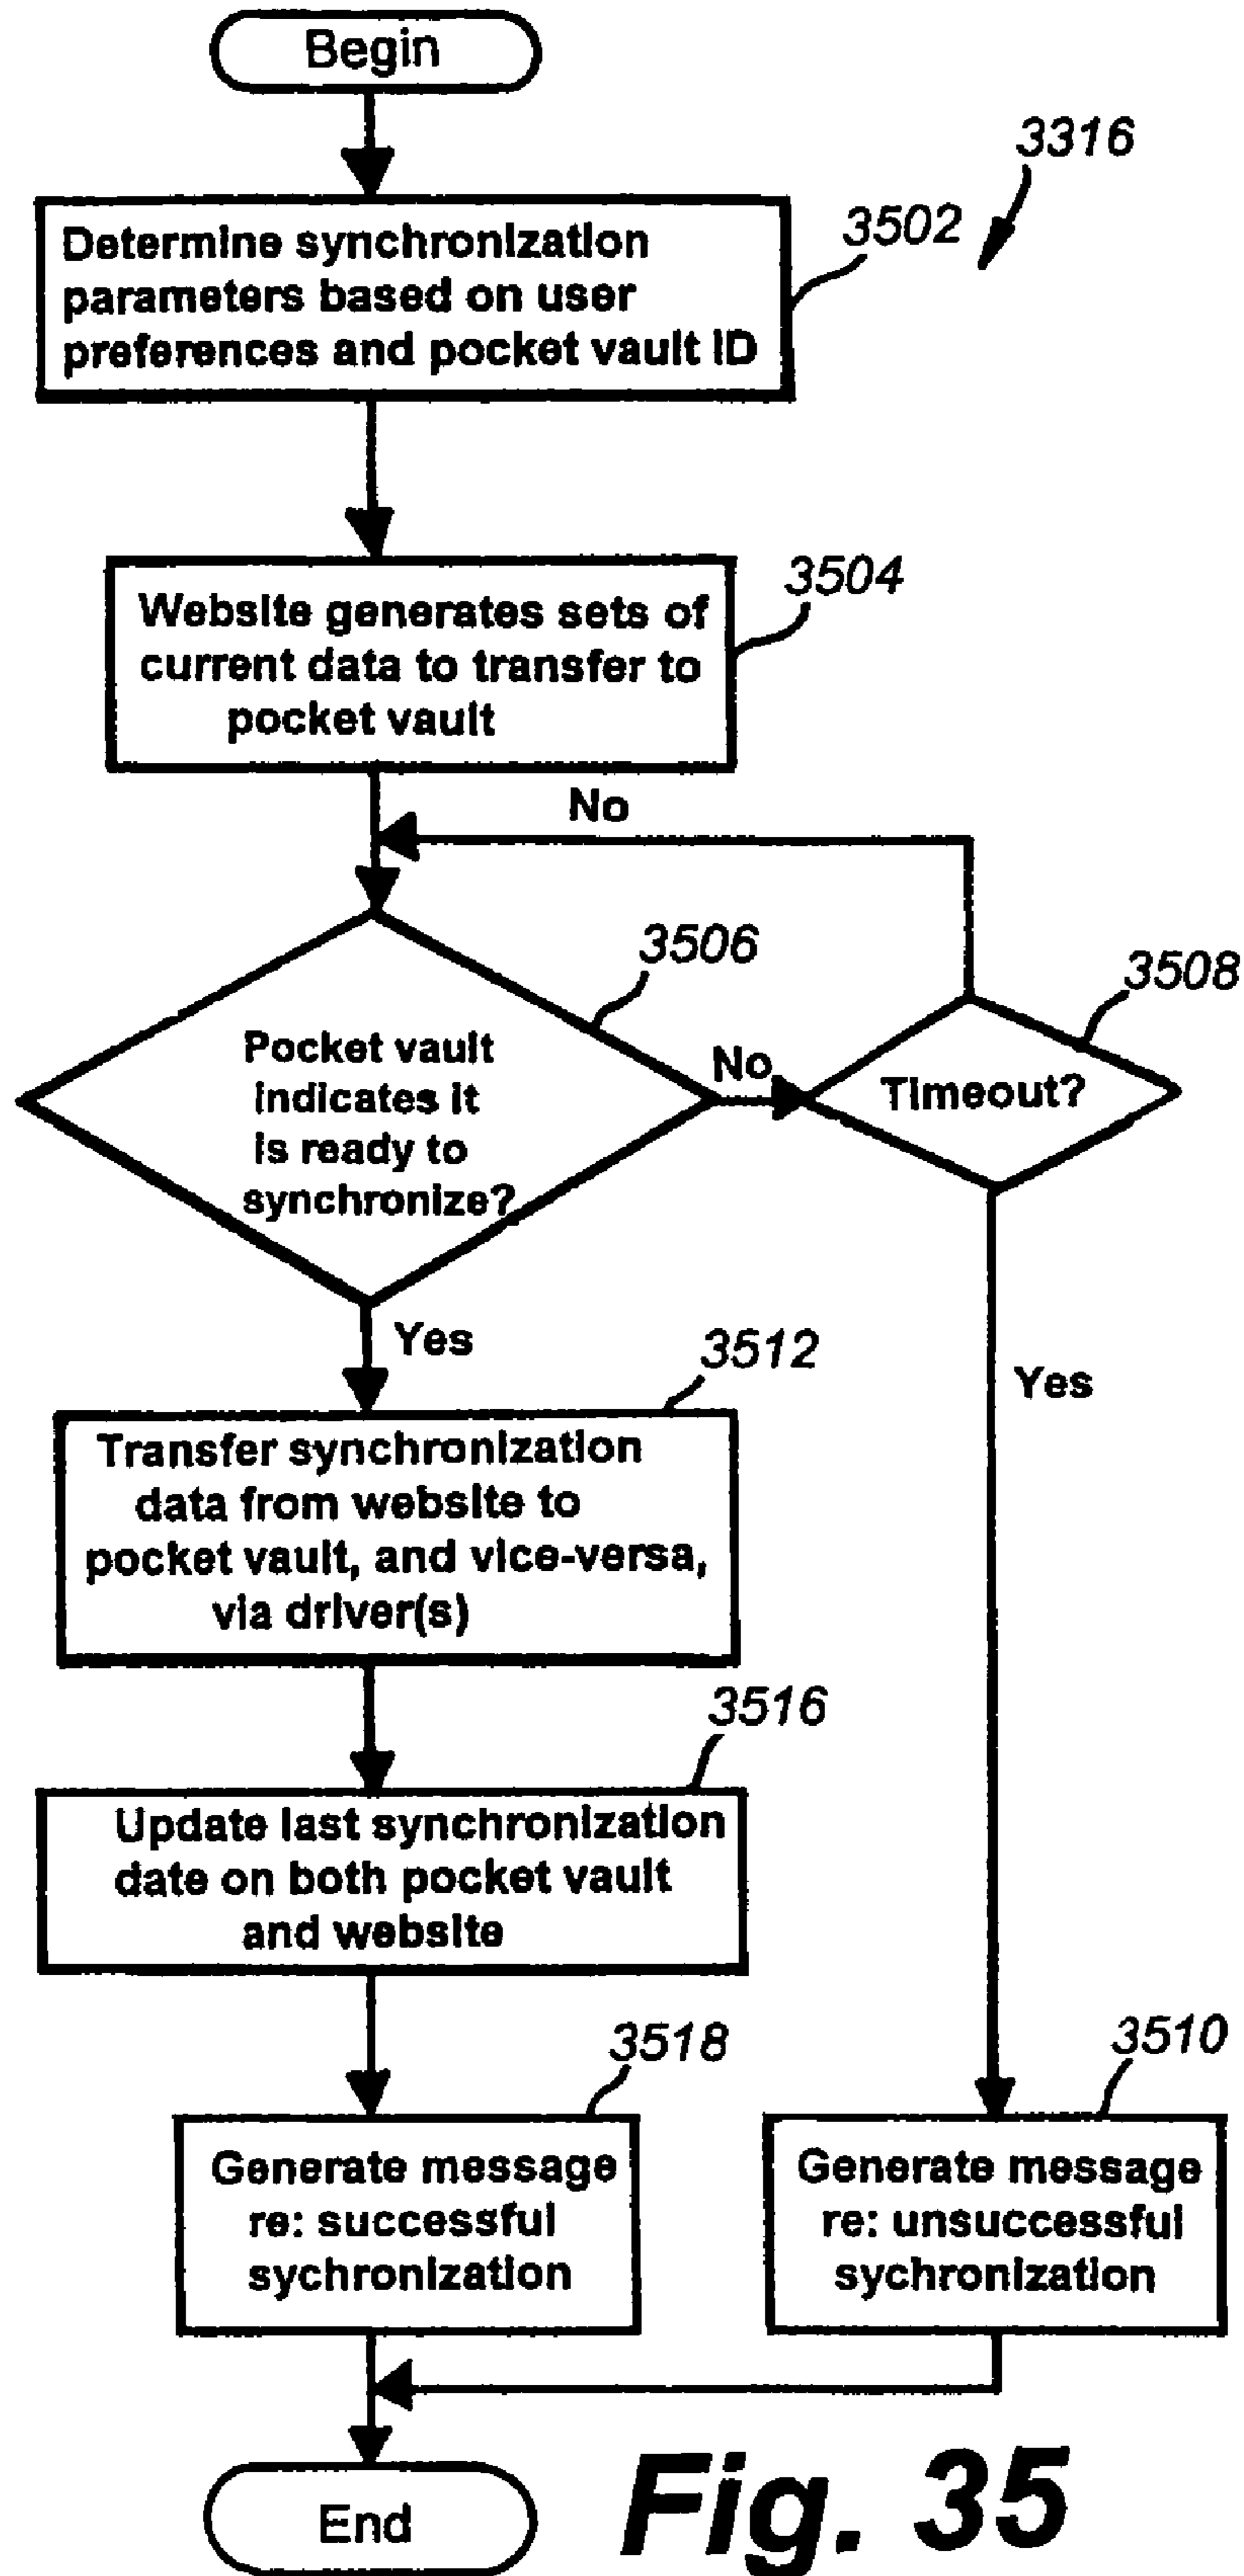 Begin
3316
3502
Determine synchronization
parameters based on user
preferences and pocket vault ID
3504
Website generates sets of
current data to transfer to
pocket vault
No
3506
3508
Pocket vault
indicates it
is ready to
synchronize?
No
Timeout?
Yes
3512
Yes
Transfer synchronization
data from website to
pocket vault, and vice-versa,
via driver(s)
3516
Update last synchronization
date on both pocket vault
and website
3518
3510
Generate message
re: successful
sychronization
Generate message
re: unsuccessful
sychronization
End
Fig. 35